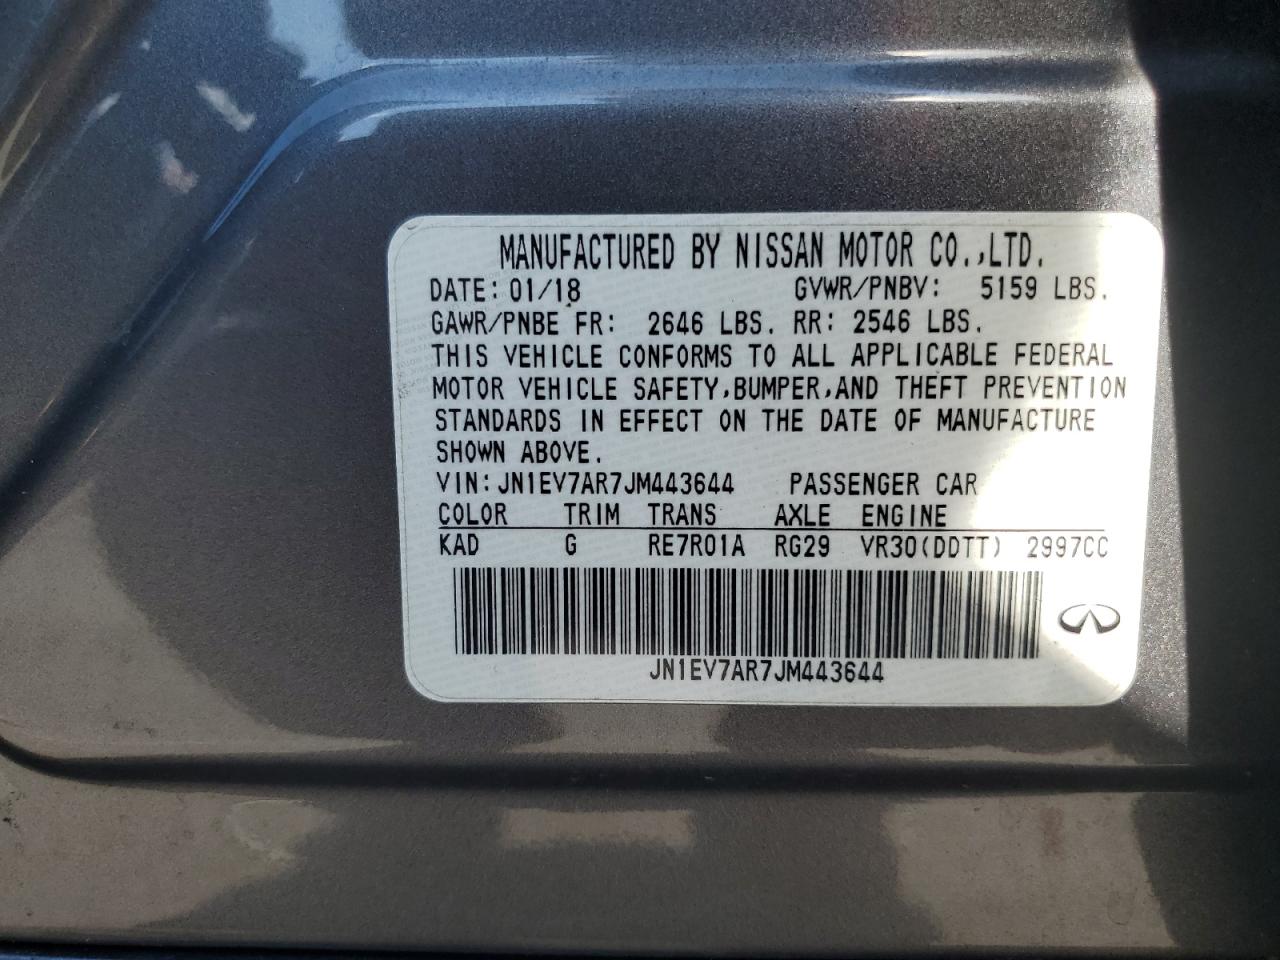 MANUFACTURED BY NISSAN MOTOR CO.,LTD.
DATE: 01/18 GVWR/PNBV: 5159 LBS.
GAWR/PNBE FR: 2646 LBS. RR: 2546 LBS.
THIS VEHICLE CONFORMS TO ALL APPLICABLE FEDERAL
MOTOR VEHICLE SAFETY,BUMPER,AND THEFT PREVENTION
STANDARDS IN EFFECT ON THE DATE OF MANUFACTURE
SHOWN ABOVE.
VIN:JN1EV7AR7JM443644 PASSENGER CAR
COLOR TRIM TRANS AXLE ENGINE
KAD G RE7R01A RG29 VR30(DDTT) 2997CC
JN1EV7AR7JM443644